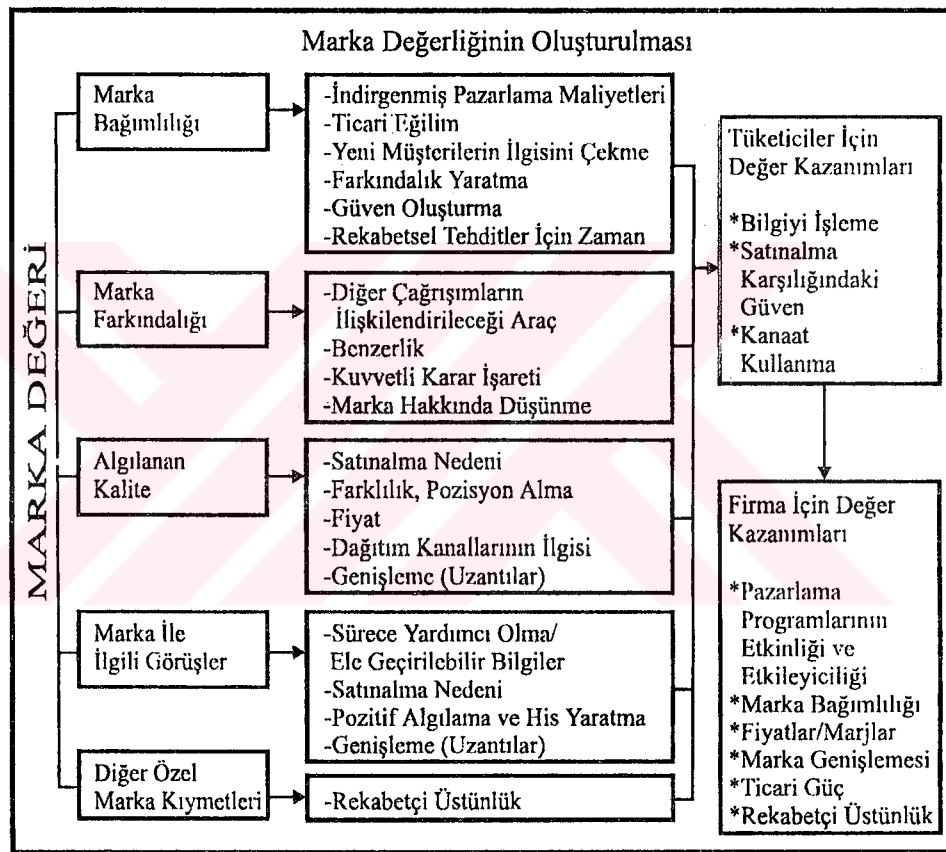 Marka Değerliğinin Oluşturulması
MARKA DEĞERİ
Marka
Bağımlılığı
-İndirgenmiş Pazarlama Maliyetleri
-Ticari Eğilim
-Yeni Müşterilerin İlgisini Çekme
-Farkındalık Yaratma
-Güven Oluşturma
-Rekabetsel Tehditler İçin Zaman
Marka
Farkındalığı
-Diğer Çağrışımların
İlişkilendirileceği Araç
-Benzerlik
-Kuvvetli Karar İşareti
-Marka Hakkında Düşünme
Algılanan
Kalite
-Satınalma Nedeni
-Farklılık, Pozisyon Alma
-Fiyat
-Dağıtım Kanallarının İlgisi
-Genişleme (Uzantılar)
Marka İle
İlgili Görüşler
-Sürece Yardımcı Olma/
Ele Geçirilebilir Bilgiler
-Satınalma Nedeni
-Pozitif Algılama ve His Yaratma
-Genişleme (Uzantılar)
Diğer Özel
Marka Kıymetleri
-Rekabetçi Üstünlük
Tüketiciler İçin
Değer Kazanımları
*Bilgiyi İşleme
*Satınalma
Karşılığındaki
Güven
*Kanaat
Kullanma
Firma İçin Değer
Kazanımları
*Pazarlama
Programlarının
Etkinliği ve
Etkileyiciliği
*Marka Bağımlılığı
*Fiyatlar/Marjlar
*Marka Genişlemesi
*Ticari Güç
*Rekabetçi Üstünlük